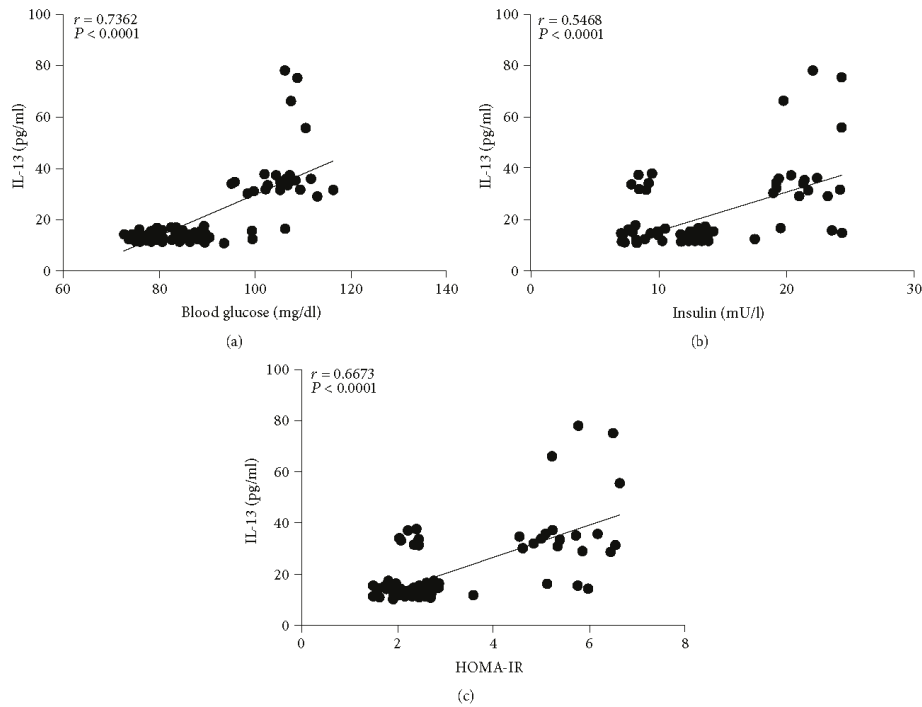 r = 0.7362
P < 0.0001
100
80
60
40
20
0
IL-13 (pg/ml)
60
80
100
120
140
Blood glucose (mg/dl)
(a)
r = 0.5468
P < 0.0001
100
80
60
40
20
0
IL-13 (pg/ml)
0
10
20
30
Insulin (mU/l)
(b)
r = 0.6673
P < 0.0001
100
80
60
40
20
0
IL-13 (pg/ml)
0
2
4
6
8
HOMA-IR
(c)